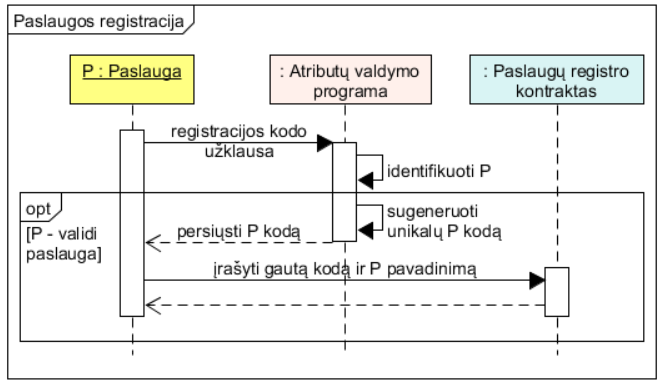 Paslaugos registracija
P : Paslauga
: Atributų valdymo
programa
: Paslaugų registro
kontraktas
registracijos kodo
užklausa
identifikuoti P
opt
[P - validi
paslauga]
sugeneruoti
unikalų P kodą
persiųsti P kodą
įrašyti gautą kodą ir P pavadinimą